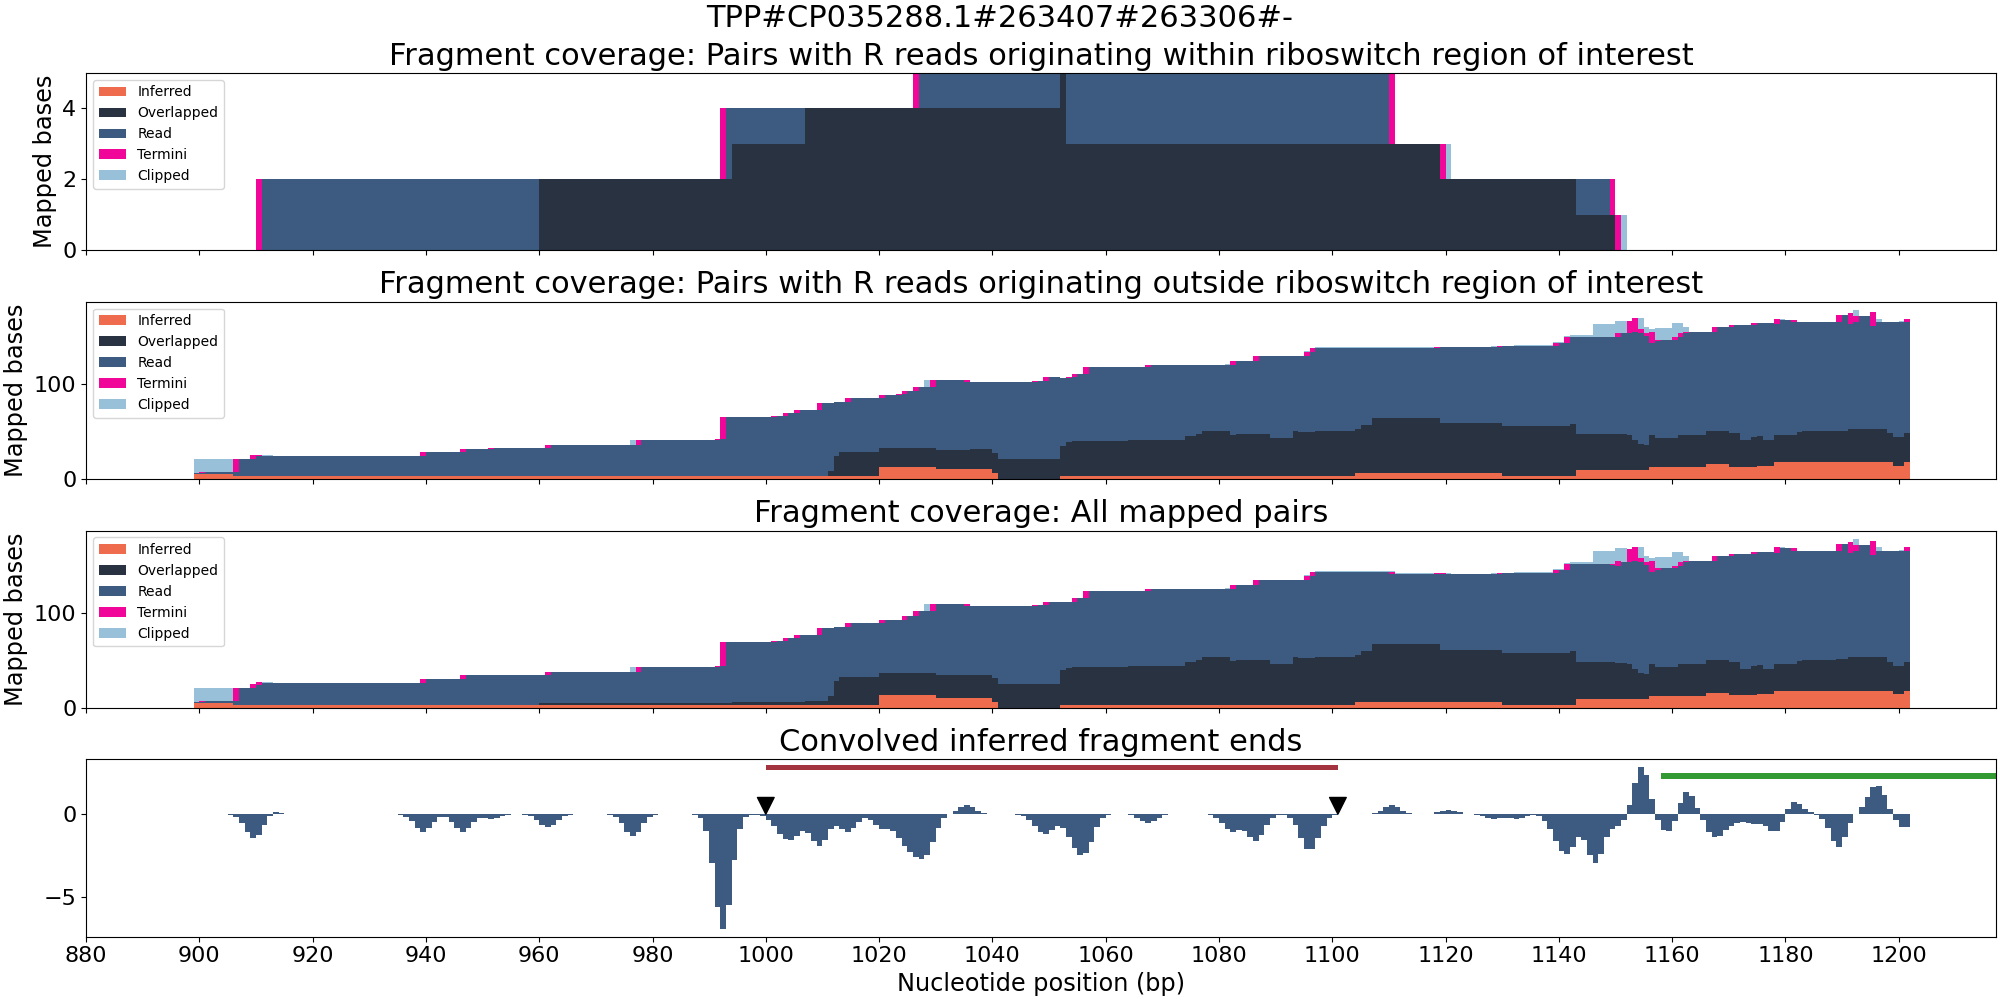 TPP#CP035288.1#263407#263306#-
Fragment coverage: Pairs with R reads originating within riboswitch region of interest
Mapped bases
4
2
0
Inferred
Overlapped
Read
Termini
Clipped
Fragment coverage: Pairs with R reads originating outside riboswitch region of interest
Mapped bases
100
0
Inferred
Overlapped
Read
Termini
Clipped
Fragment coverage: All mapped pairs
Mapped bases
100
0
Inferred
Overlapped
Read
Termini
Clipped
Convolved inferred fragment ends
0
−5
880 900 920 940 960 980 1000 1020 1040 1060 1080 1100 1120 1140 1160 1180 1200
Nucleotide position (bp)